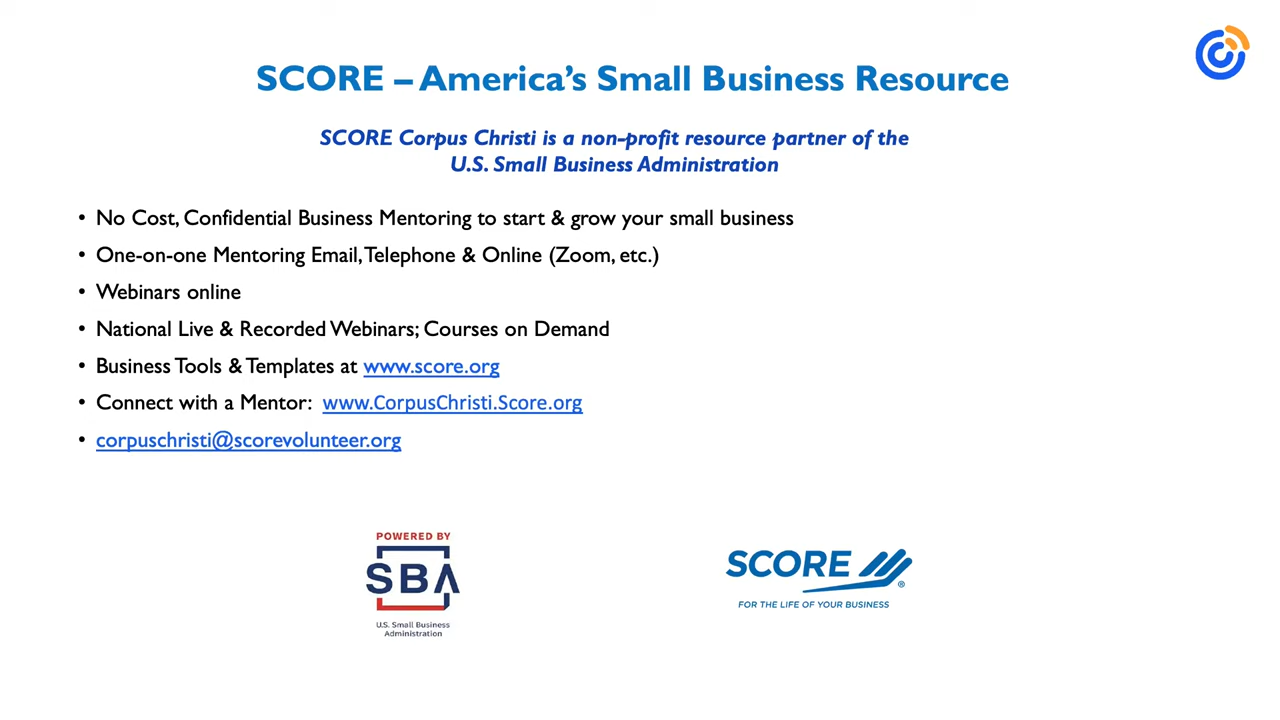 SCORE – America's Small Business Resource
SCORE Corpus Christi is a non-profit resource partner of the
U.S. Small Business Administration
• No Cost, Confidential Business Mentoring to start & grow your small business
• One-on-one Mentoring Email, Telephone & Online (Zoom, etc.)
• Webinars online
• National Live & Recorded Webinars; Courses on Demand
• Business Tools & Templates at www.score.org
• Connect with a Mentor: www.CorpusChristi.Score.org
• corpuschristi@scorevolunteer.org
POWERED BY
SBA
U.S. Small Business
Administration
SCORE ®
FOR THE LIFE OF YOUR BUSINESS